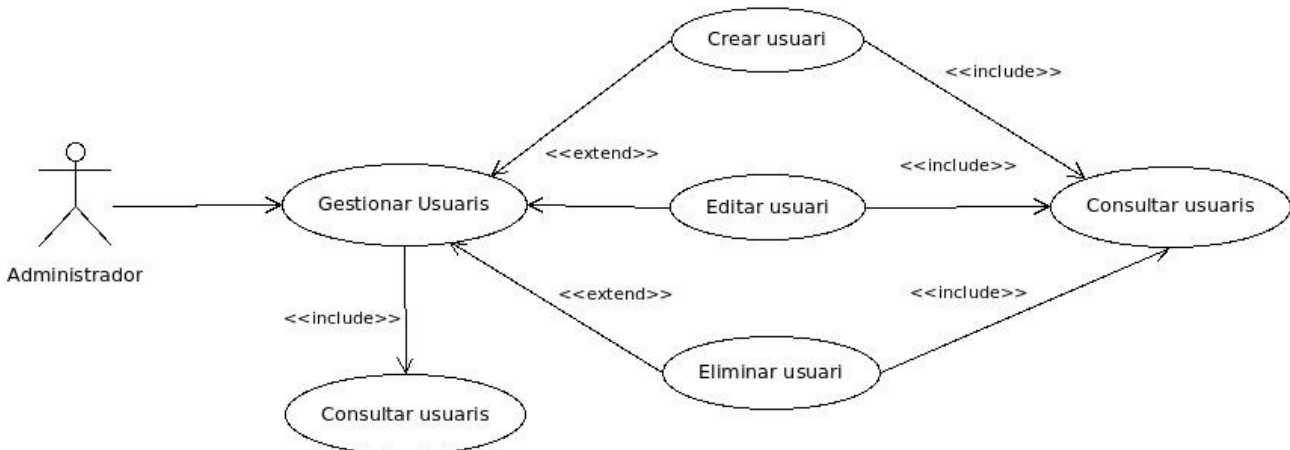 Crear usuari
<<include>>
<<extend>>
<<include>>
Gestionar Usuaris
Editar usuari
Consultar usuaris
Administrador
<<extend>>
<<include>>
<<include>>
Eliminar usuari
Consultar usuaris